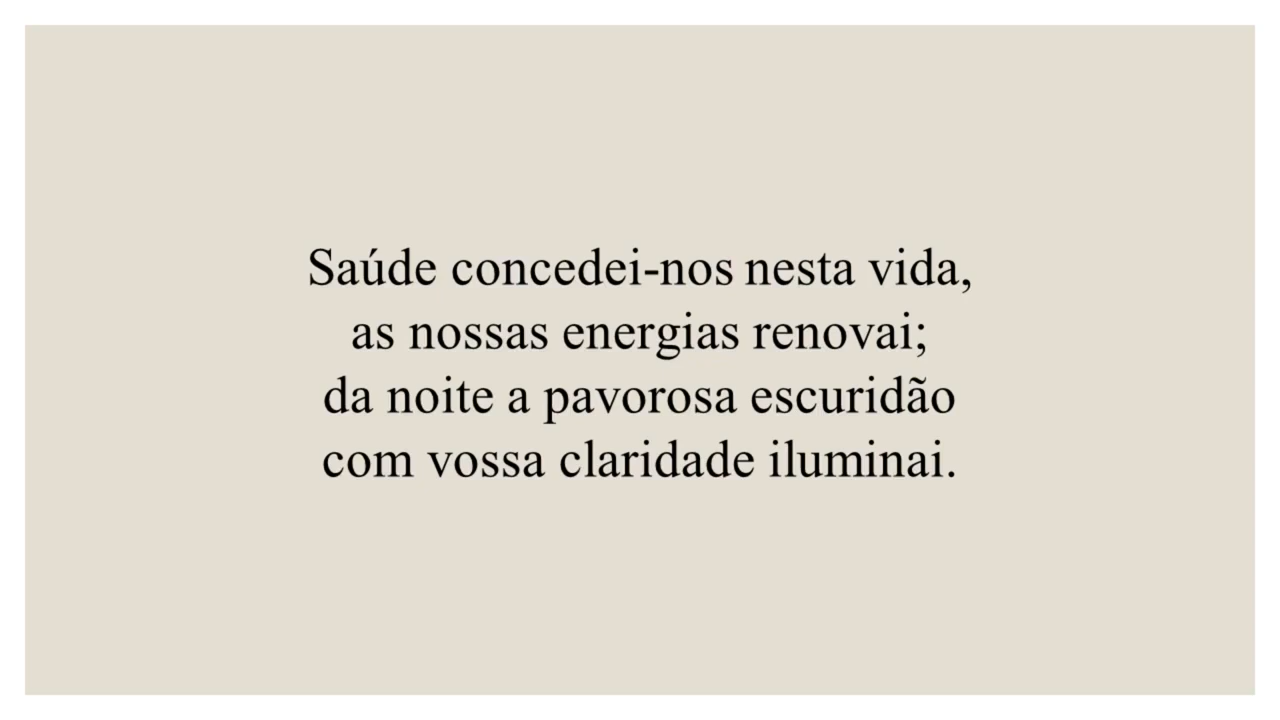 Saúde concedei-nos nesta vida,
as nossas energias renovai;
da noite a pavorosa escuridão
com vossa claridade iluminai.